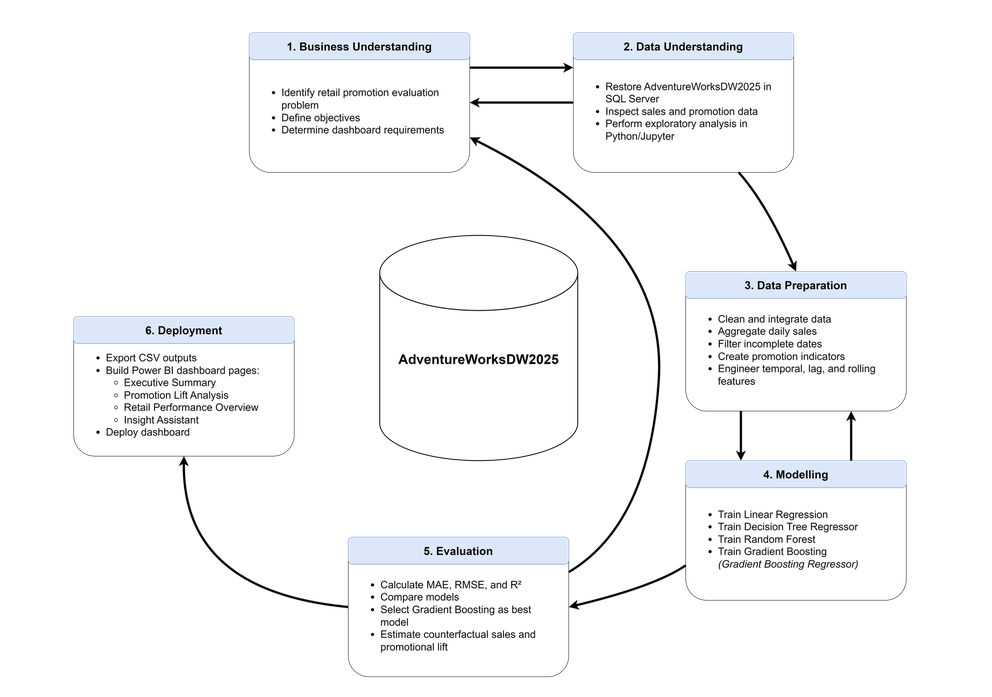 1. Business Understanding
• Identify retail promotion evaluation
problem
• Define objectives
• Determine dashboard requirements
2. Data Understanding
• Restore AdventureWorksDW2025 in
SQL Server
• Inspect sales and promotion data
• Perform exploratory analysis in
Python/Jupyter
3. Data Preparation
• Clean and integrate data
• Aggregate daily sales
• Filter incomplete dates
• Create promotion indicators
• Engineer temporal, lag, and rolling
features
4. Modelling
• Train Linear Regression
• Train Decision Tree Regressor
• Train Random Forest
• Train Gradient Boosting
(Gradient Boosting Regressor)
5. Evaluation
• Calculate MAE, RMSE, and R²
• Compare models
• Select Gradient Boosting as best
model
• Estimate counterfactual sales and
promotional lift
6. Deployment
• Export CSV outputs
• Build Power BI dashboard pages:
◦ Executive Summary
◦ Promotion Lift Analysis
◦ Retail Performance Overview
◦ Insight Assistant
• Deploy dashboard
AdventureWorksDW2025